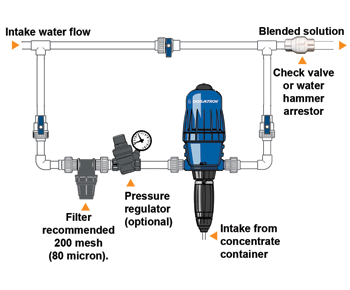 Intake water flow
Blended solution
Check valve
or water
hammer
arrestor
DOSATRON
Pressure
regulator
(optional)
Filter
recommended
200 mesh
(80 micron).
Intake from
concentrate
container